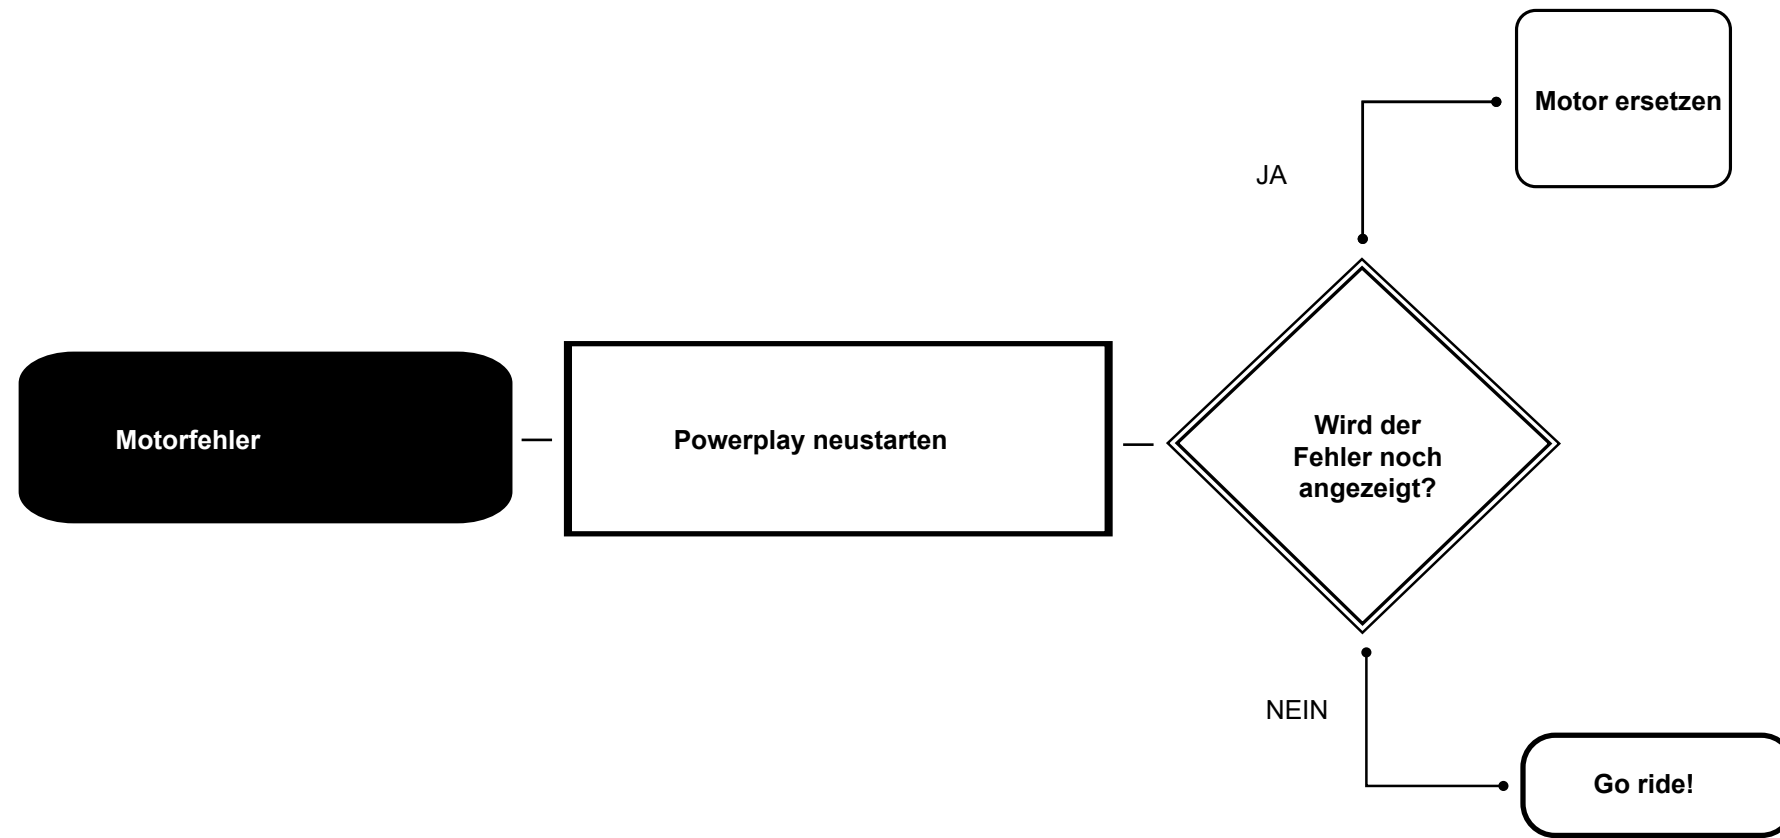 Motorfehler
Powerplay neustarten
Wird der
Fehler noch
angezeigt?
JA
Motor ersetzen
NEIN
Go ride!